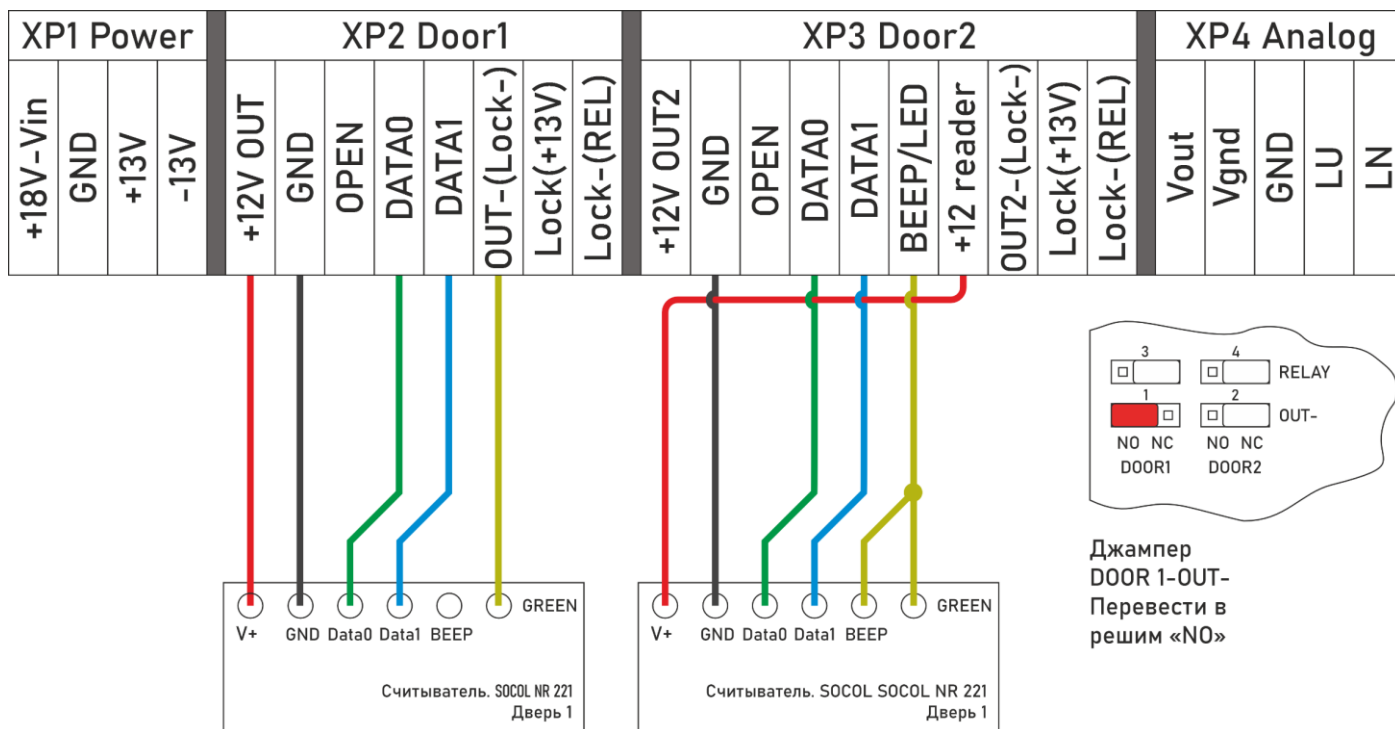 XP1 Power
XP2 Door1
XP3 Door2
XP4 Analog
+18V-Vin
GND
+13V
-13V
+12V OUT
GND
OPEN
DATA0
DATA1
OUT-(Lock-)
Lock(+13V)
Lock-(REL)
+12V OUT2
GND
OPEN
DATA0
DATA1
BEEP/LED
+12 reader
OUT2-(Lock-)
Lock(+13V)
Lock-(REL)
Vout
Vgnd
GND
LU
LN
3 4 RELAY
1 2 OUT-
NO NC NO NC
DOOR1 DOOR2
Джампер
DOOR 1-OUT-
Перевести в
решим «NO»
GREEN
V+ GND Data0 Data1 BEEP
Считыватель. SOCOL NR 221
Дверь 1
GREEN
V+ GND Data0 Data1 BEEP
Считыватель. SOCOL SOCOL NR 221
Дверь 1